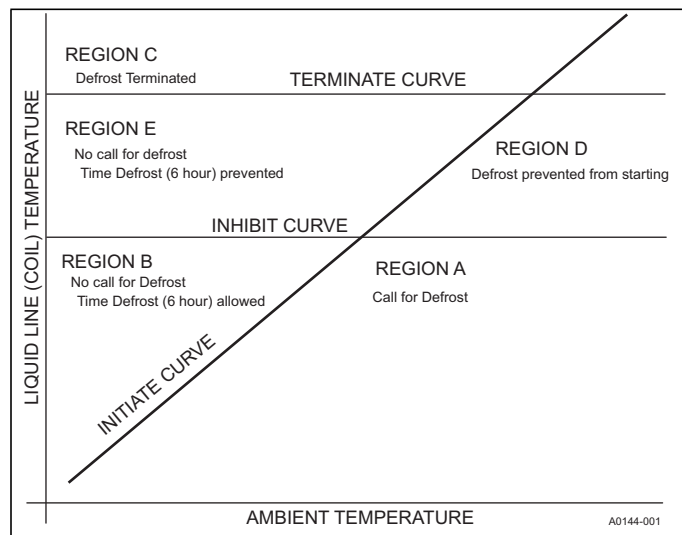 REGION C
Defrost Terminated
TERMINATE CURVE
REGION E
No call for defrost
Time Defrost (6 hour) prevented
REGION D
Defrost prevented from starting
INHIBIT CURVE
REGION B
No call for Defrost
Time Defrost (6 hour) allowed
REGION A
Call for Defrost
INITIATE CURVE
LIQUID LINE (COIL) TEMPERATURE
AMBIENT TEMPERATURE
A0144-001